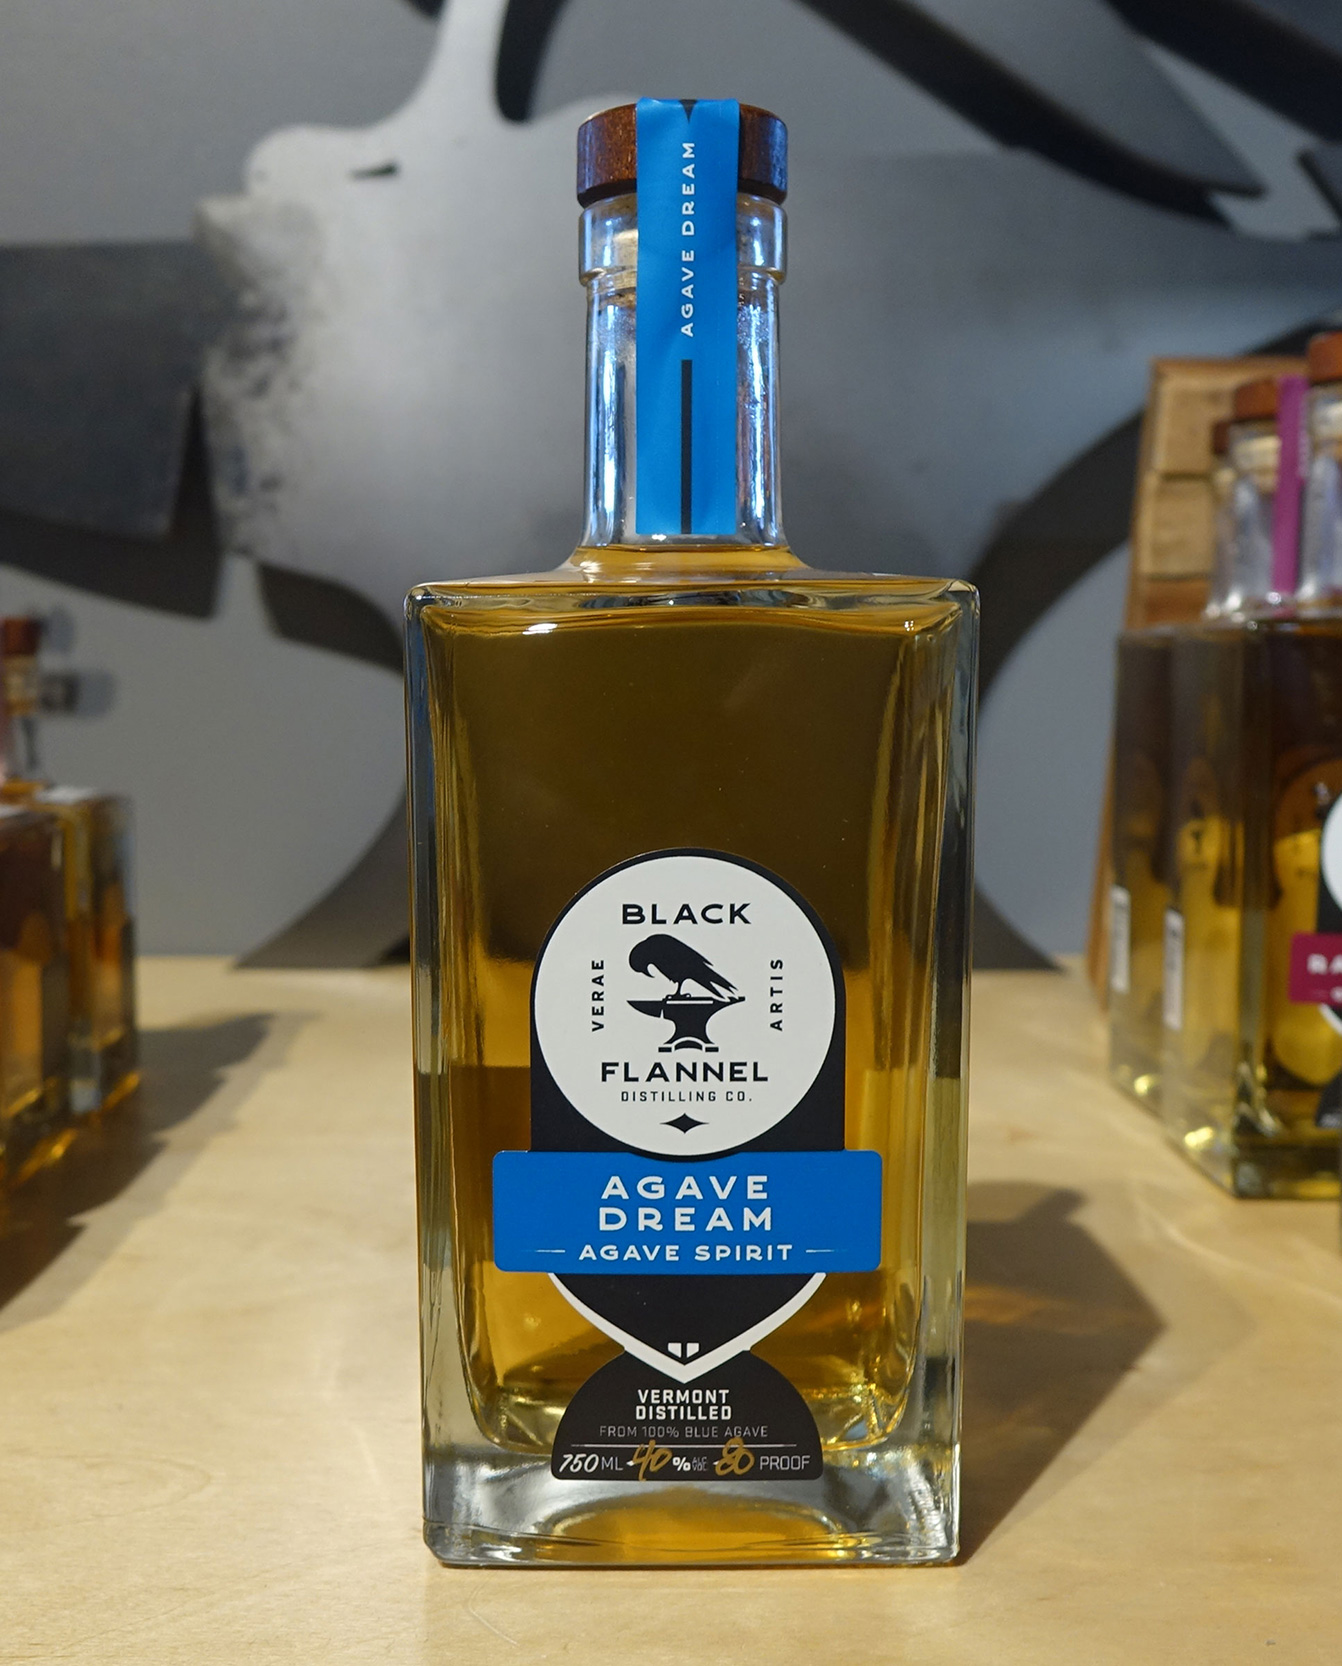 AGAVE DREAM
BLACK
VERAE
ARTIS
FLANNEL
DISTILLING CO.
AGAVE
DREAM
AGAVE SPIRIT
VERMONT
DISTILLED
FROM 100% BLUE AGAVE
750 ML 40 % ALC. VOL. 80 PROOF
RA